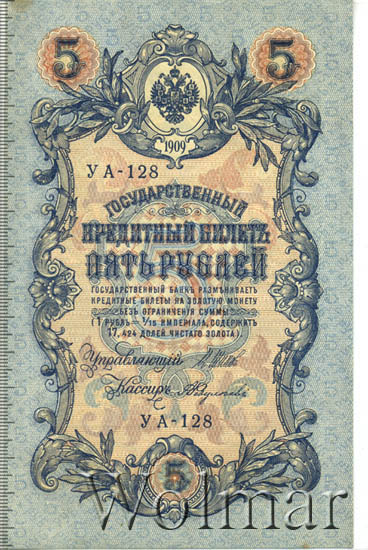 5 5
1909
УА-128
ГОСУДАРСТВЕННЫЙ
КРЕДИТНЫЙ БИЛЕТЪ
ПЯТЬ РУБЛЕЙ
ГОСУДАРСТВЕННЫЙ БАНКЪ РАЗМѢНИВАЕТЪ
КРЕДИТНЫЕ БИЛЕТЫ НА ЗОЛОТУЮ МОНЕТУ
БЕЗЪ ОГРАНИЧЕНІЯ СУММЫ
(1 РУБЛЬ = 1/15 ИМПЕРІАЛА, СОДЕРЖИТЪ
17,424 ДОЛЕЙ ЧИСТАГО ЗОЛОТА).
Управляющій
Кассиръ
УА-128
5
Wolmar